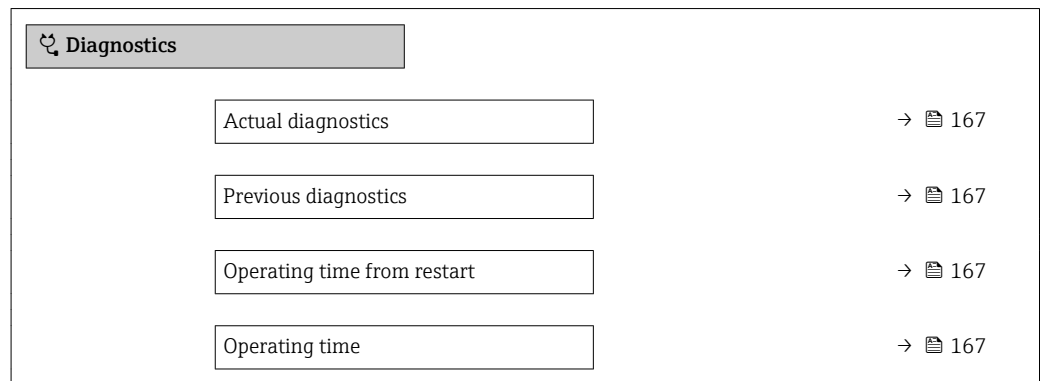 Diagnostics
Actual diagnostics → 167
Previous diagnostics → 167
Operating time from restart → 167
Operating time → 167